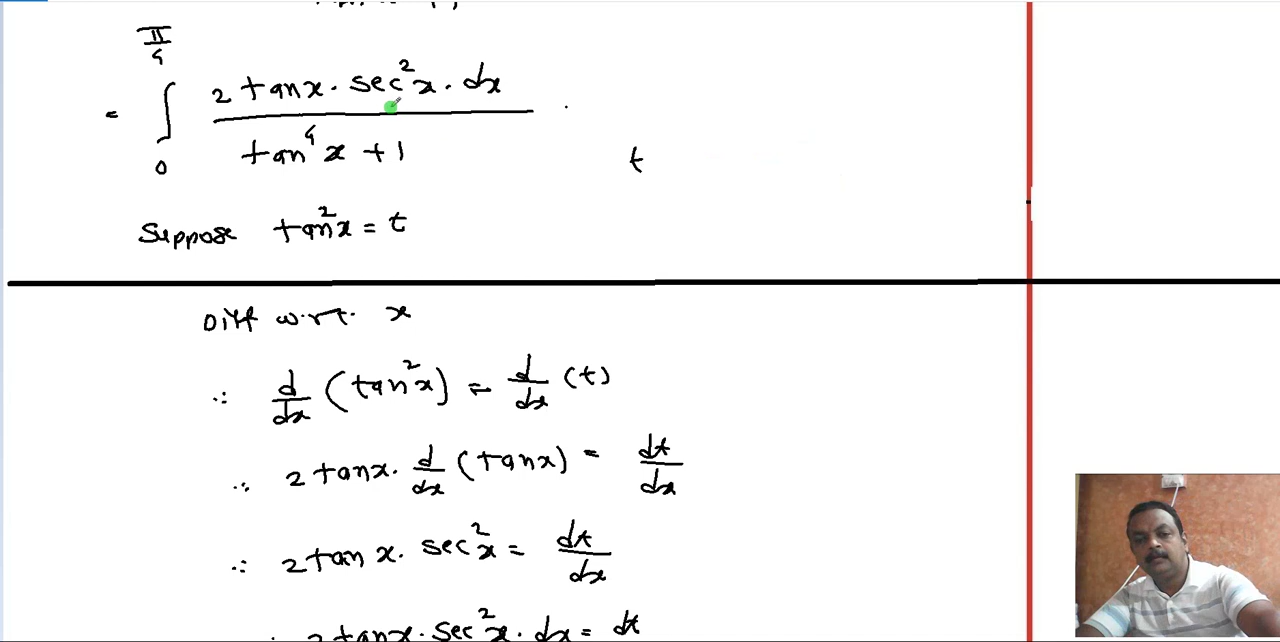 π/4
= ∫ 2 tanx · sec²x · dx / tan⁴x + 1
0
t
Suppose tan²x = t
Diff w.r.t. x
∴ d/dx (tan²x) = d/dx (t)
∴ 2 tanx · d/dx (tanx) = dt/dx
∴ 2 tan x · sec²x = dt/dx
∴ 2 tanx · sec²x · dx = dt